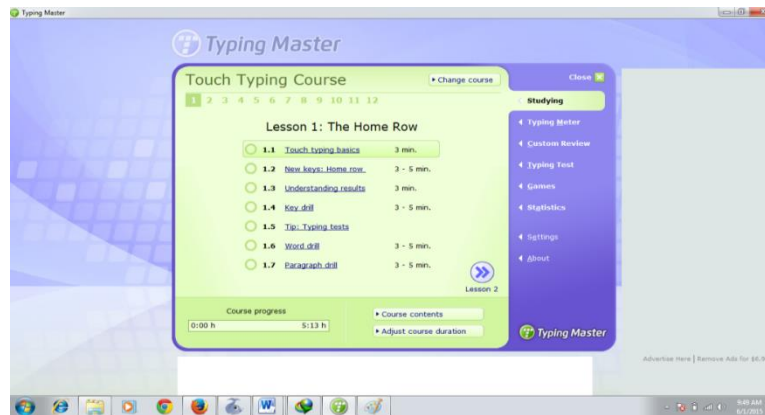 Typing Master
Typing Master
Touch Typing Course
Change course
Close
1 2 3 4 5 6 7 8 9 10 11 12
Studying
Lesson 1: The Home Row
Typing Meter
1.1 Touch typing basics 3 min.
Custom Review
1.2 New keys: Home row 3 - 5 min.
Typing Test
1.3 Understanding results 3 min.
Games
1.4 Key drill 3 - 5 min.
Statistics
1.5 Tip: Typing tests
Settings
1.6 Word drill 3 - 5 min.
About
1.7 Paragraph drill 3 - 5 min.
Lesson 2
Course progress
0:00 h 5:13 h
Course contents
Adjust course duration
Typing Master
Advertise Here | Remove Ads for $6.9
9:49 AM
6/1/2015